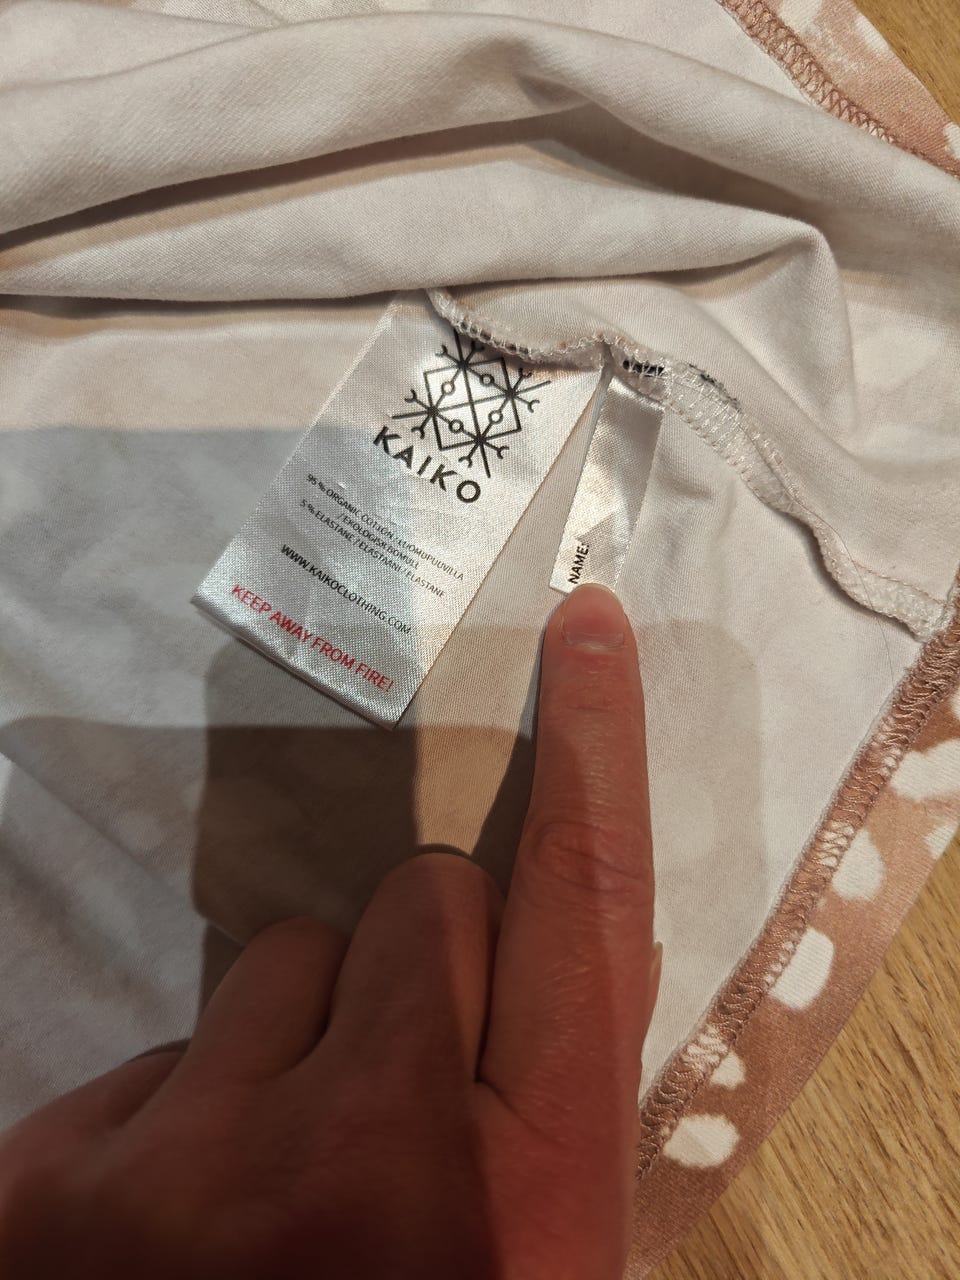 KAIKO
95 % ORGANIC COTTON / LUOMUPUUVILLA
/ EKOLOGISK BOMULL
5 % ELASTANE / ELASTAANI / ELASTANE
WWW.KAIKOCLOTHING.COM
KEEP AWAY FROM FIRE!
NAME: